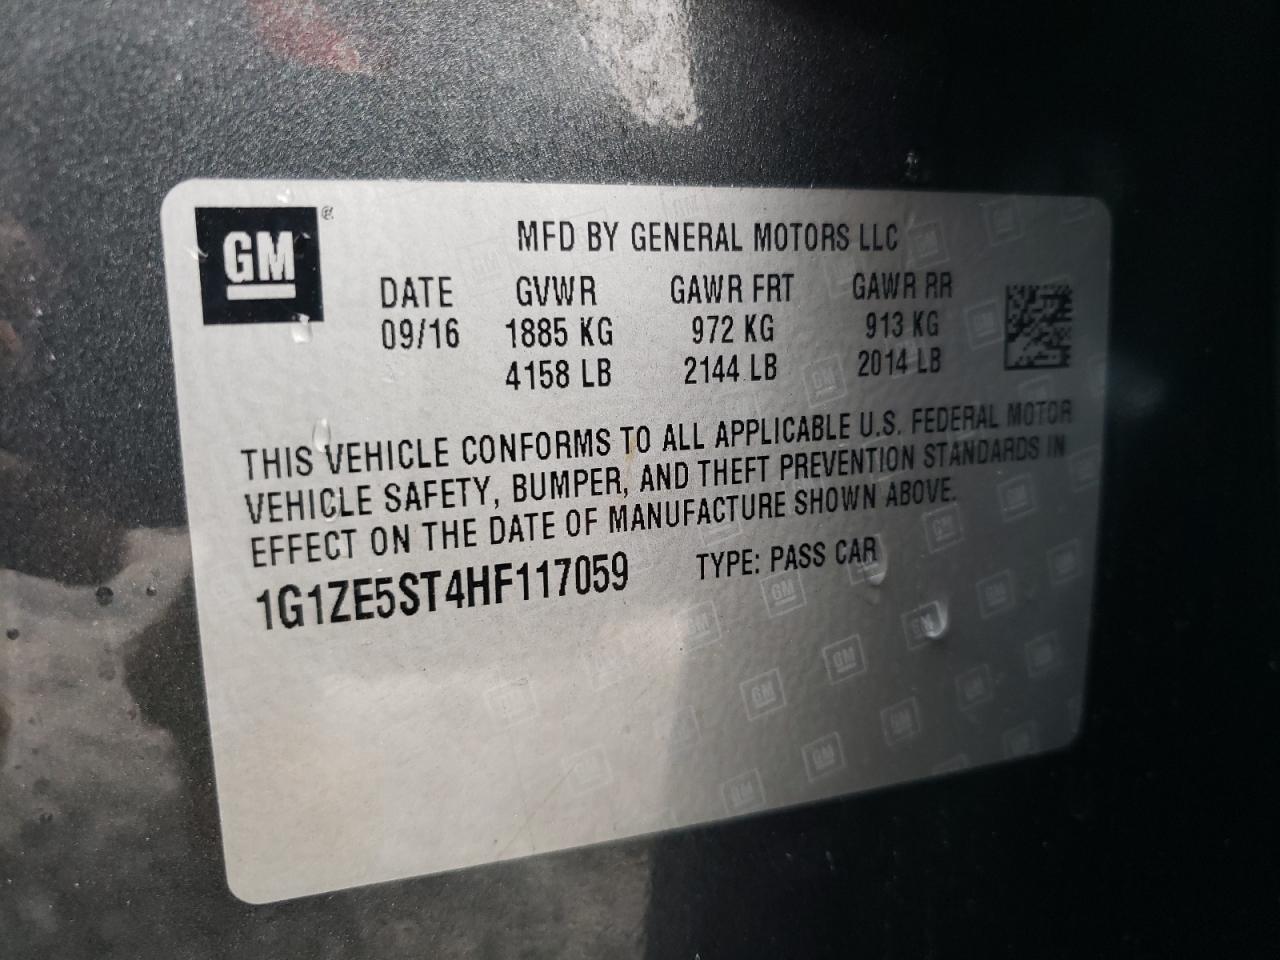 GM ®
MFD BY GENERAL MOTORS LLC
DATE GVWR GAWR FRT GAWR RR
09/16 1885 KG 972 KG 913 KG
4158 LB 2144 LB 2014 LB
THIS VEHICLE CONFORMS TO ALL APPLICABLE U.S. FEDERAL MOTOR
VEHICLE SAFETY, BUMPER, AND THEFT PREVENTION STANDARDS IN
EFFECT ON THE DATE OF MANUFACTURE SHOWN ABOVE.
1G1ZE5ST4HF117059 TYPE: PASS CAR